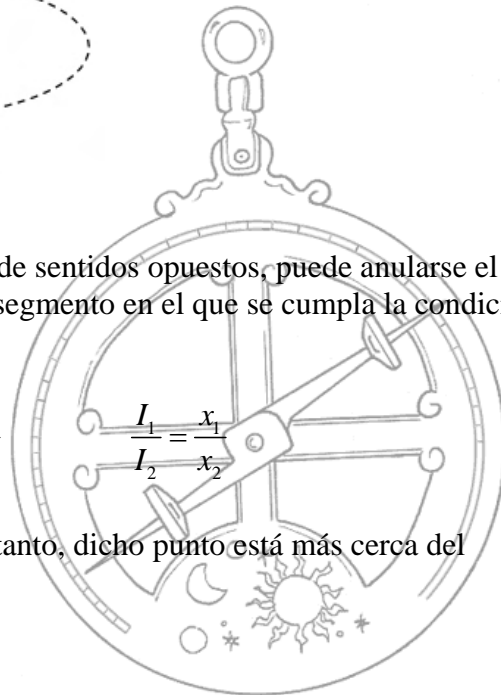 de sentidos opuestos, puede anularse el
segmento en el que se cumpla la condici
I₁/I₂ = x₁/x₂
tanto, dicho punto está más cerca del